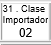 31 . Clase
Importador
02